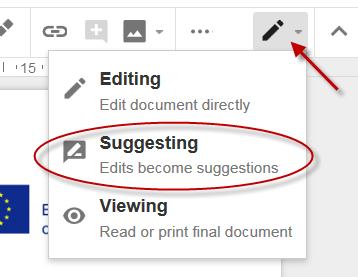 15
Editing
Edit document directly
Suggesting
Edits become suggestions
Viewing
Read or print final document